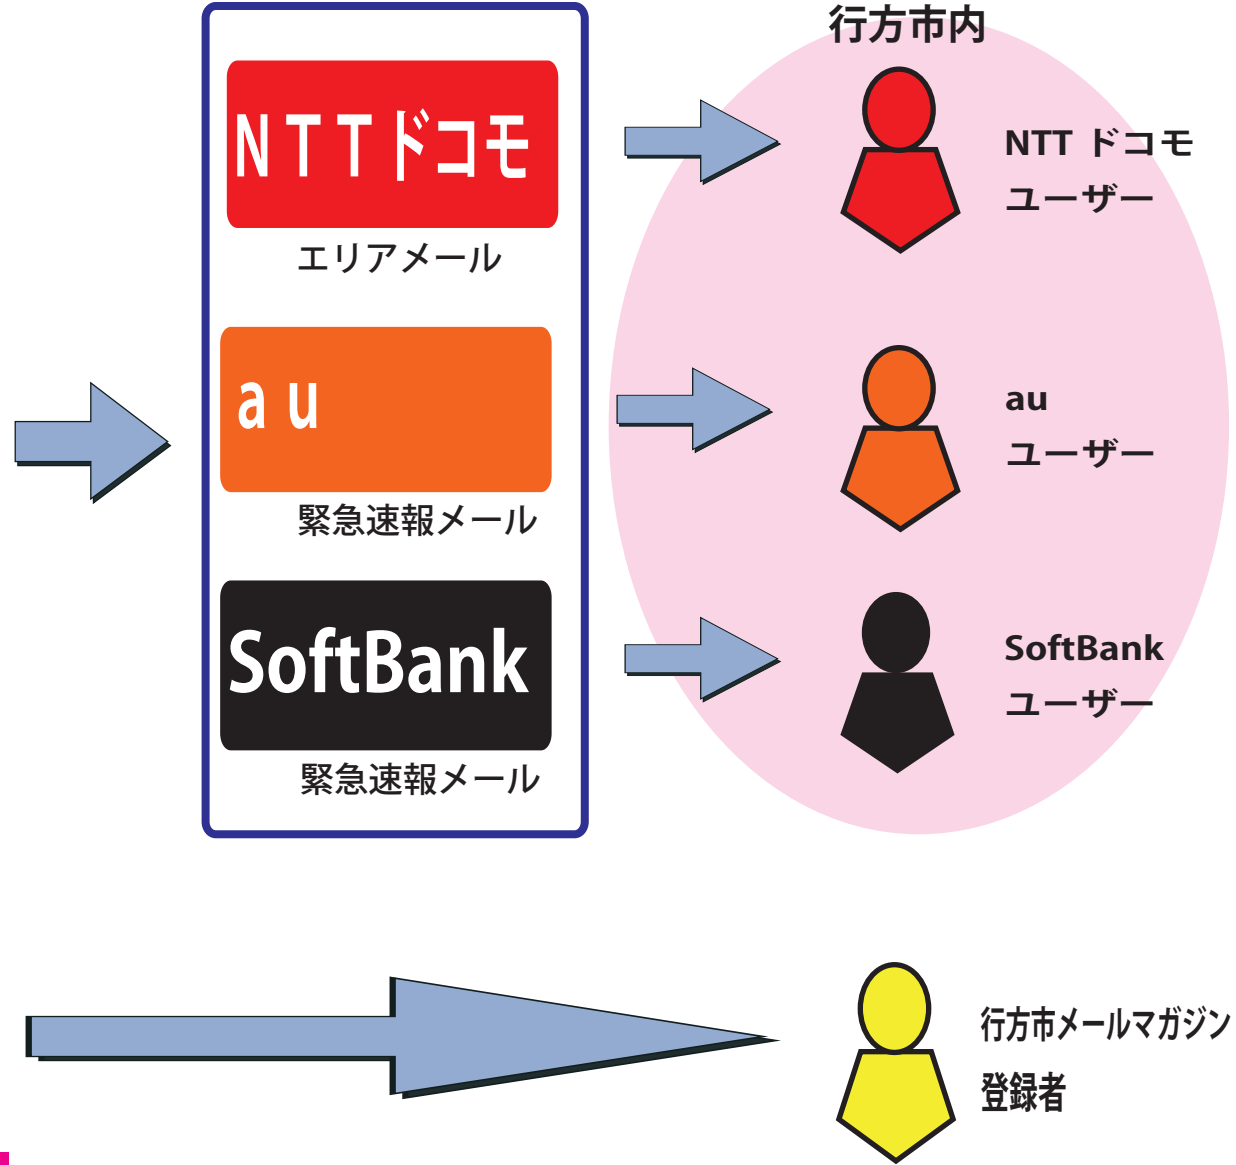 行方市内
NTTドコモ
エリアメール
NTT ドコモ
ユーザー
au
緊急速報メール
au
ユーザー
SoftBank
緊急速報メール
SoftBank
ユーザー
行方市メールマガジン
登録者